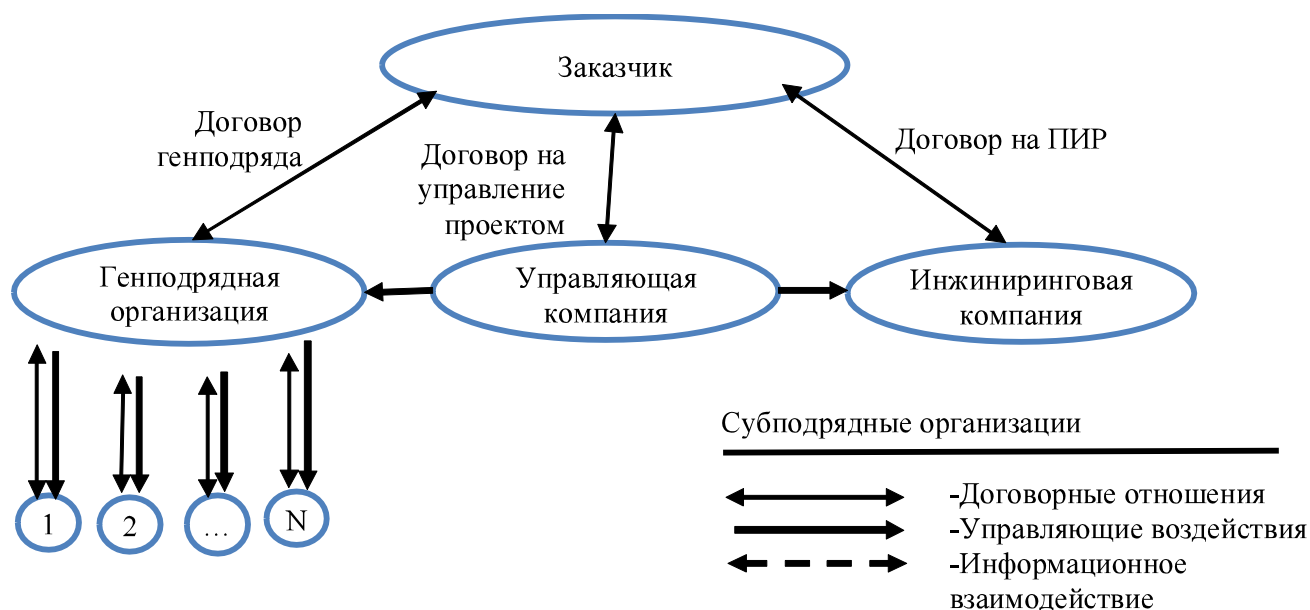 Заказчик
Договор
генподряда
Договор на
управление
проектом
Договор на ПИР
Генподрядная
организация
Управляющая
компания
Инжиниринговая
компания
1
2
...
N
Субподрядные организации
-Договорные отношения
-Управляющие воздействия
-Информационное
взаимодействие